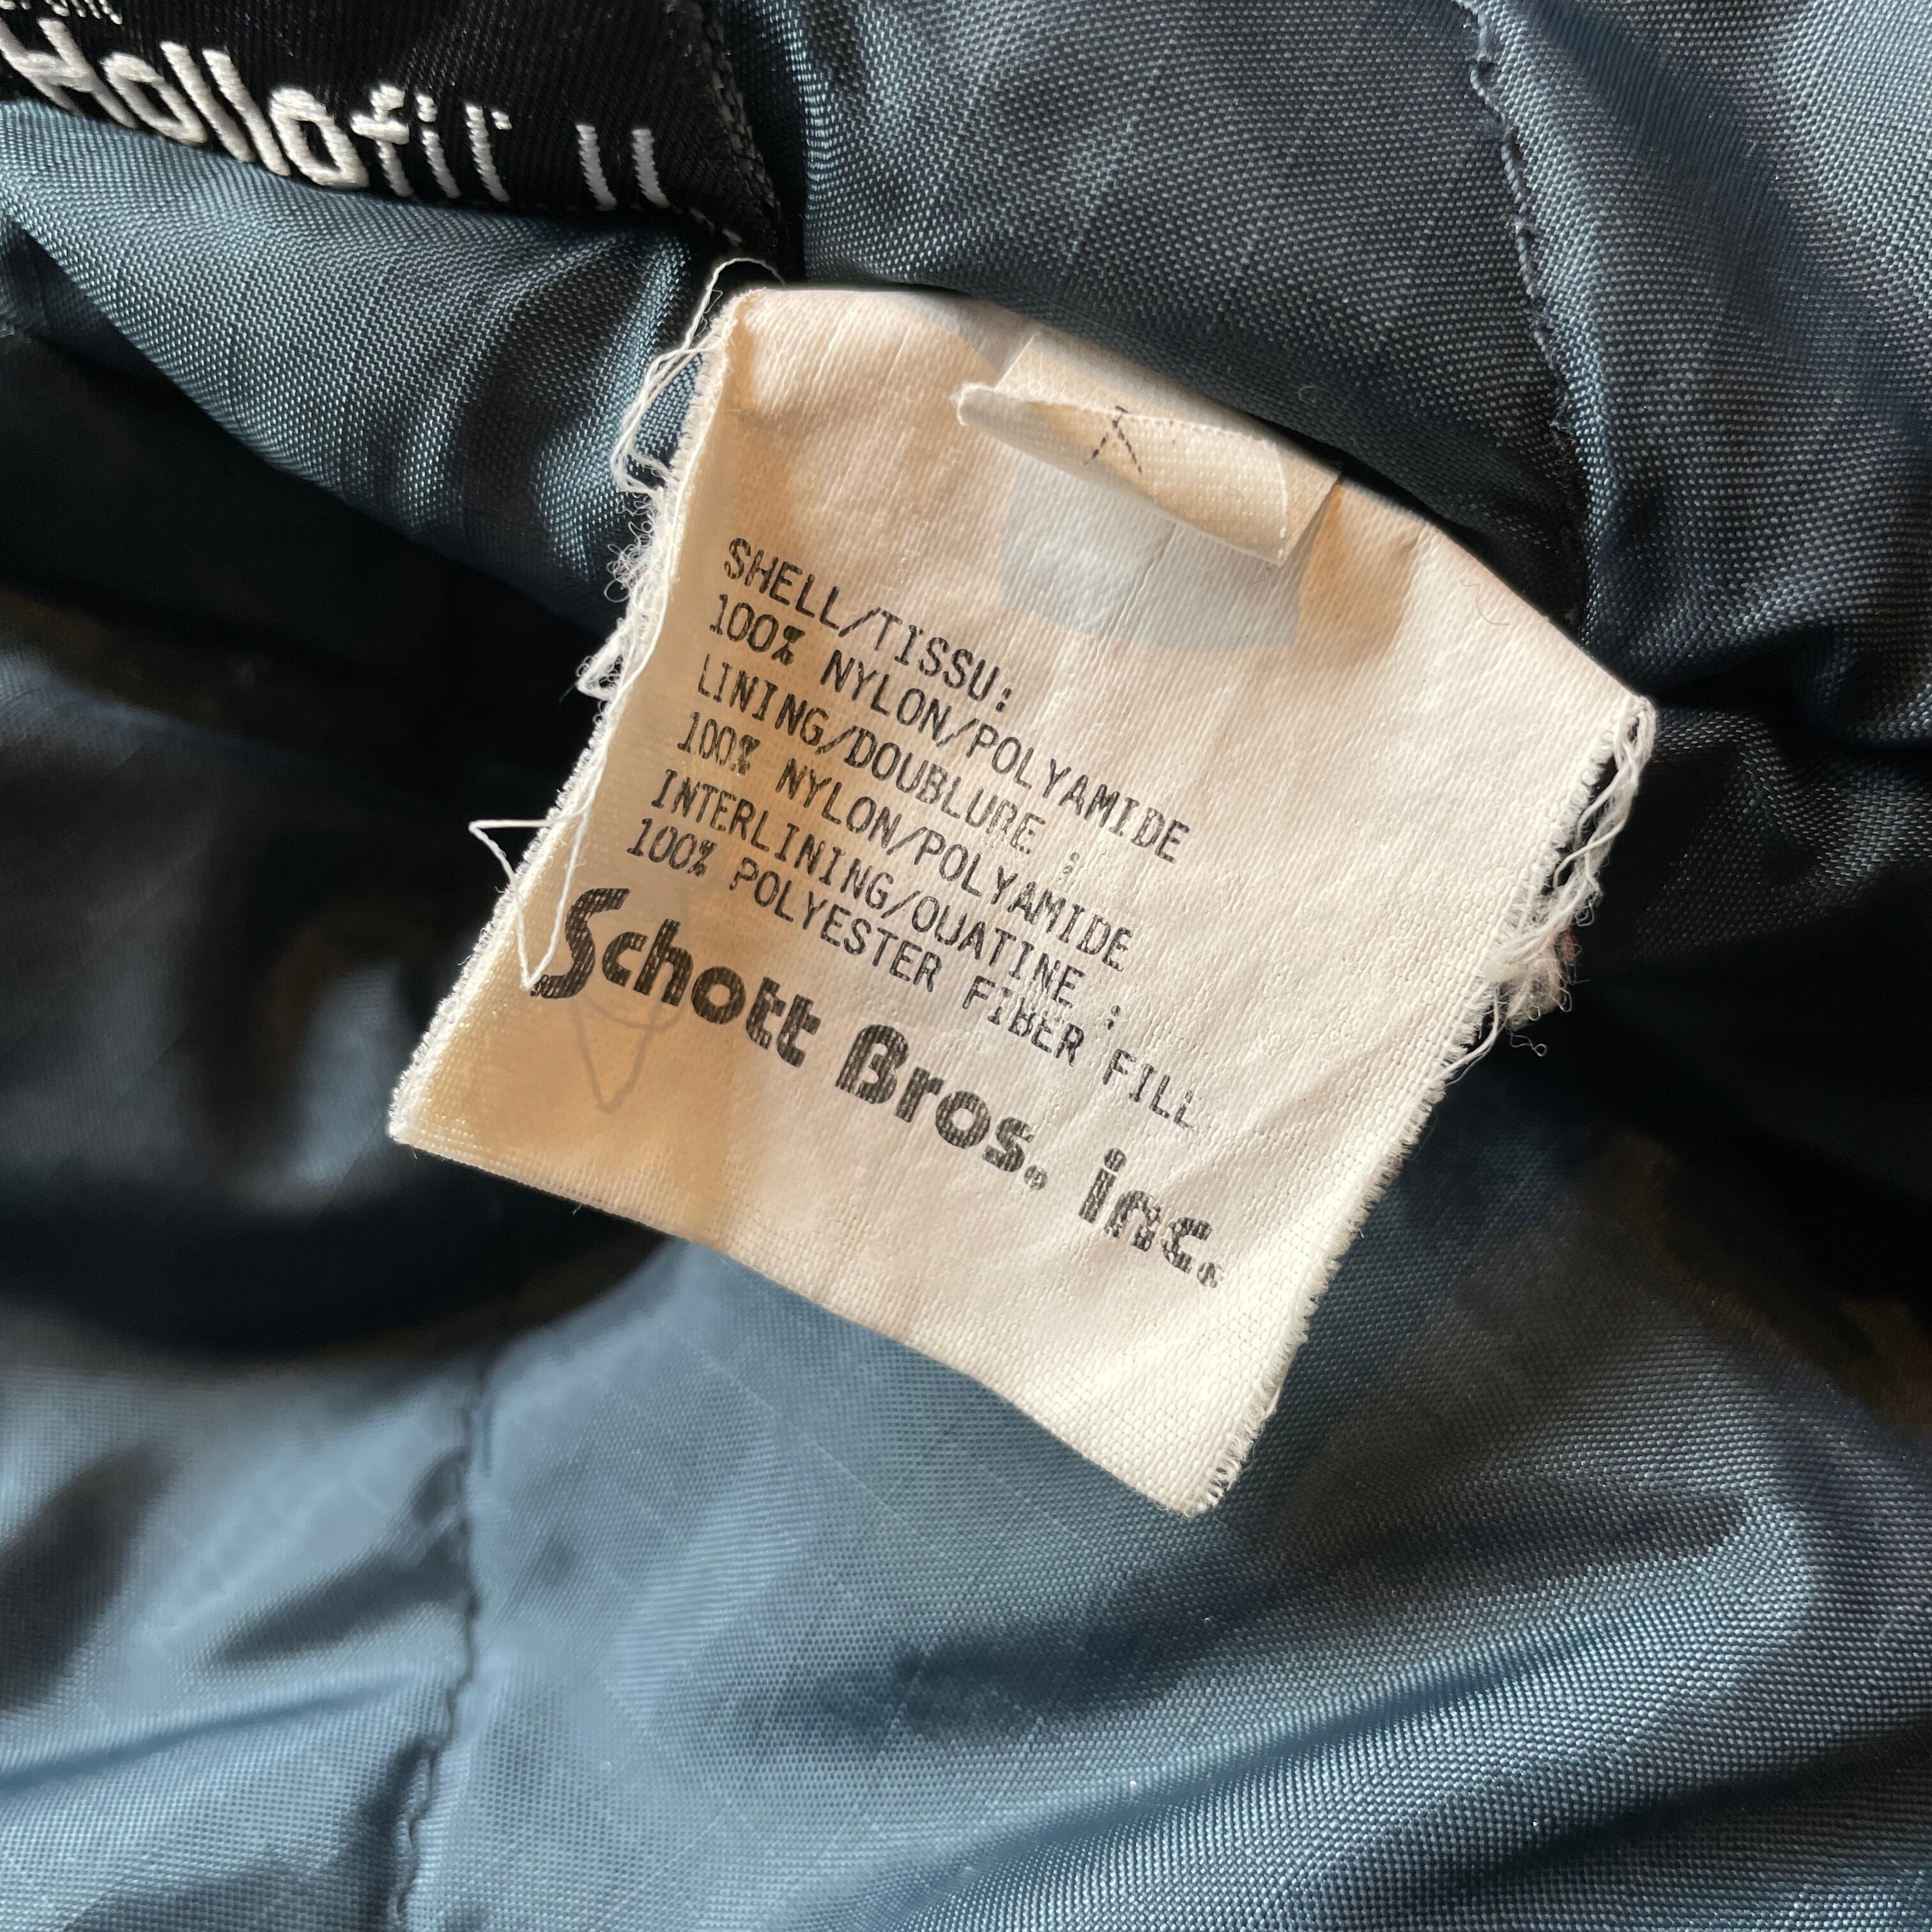 Hollofil II
SHELL/TISSU:
100% NYLON/POLYAMIDE
LINING/DOUBLURE :
100% NYLON/POLYAMIDE
INTERLINING/OUATINE :
100% POLYESTER FIBER FILL
Schott Bros. inc.